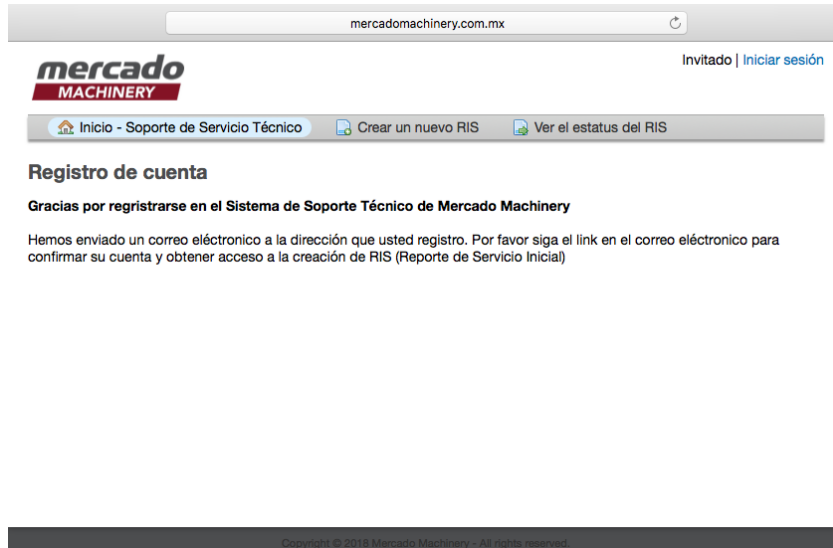 mercadomachinery.com.mx
Invitado | Iniciar sesión
mercado
MACHINERY
Inicio - Soporte de Servicio Técnico
Crear un nuevo RIS
Ver el estatus del RIS
Registro de cuenta
Gracias por regristrarse en el Sistema de Soporte Técnico de Mercado Machinery
Hemos enviado un correo eléctronico a la dirección que usted registro. Por favor siga el link en el correo eléctronico para
confirmar su cuenta y obtener acceso a la creación de RIS (Reporte de Servicio Inicial)
Copyright © 2018 Mercado Machinery - All rights reserved.